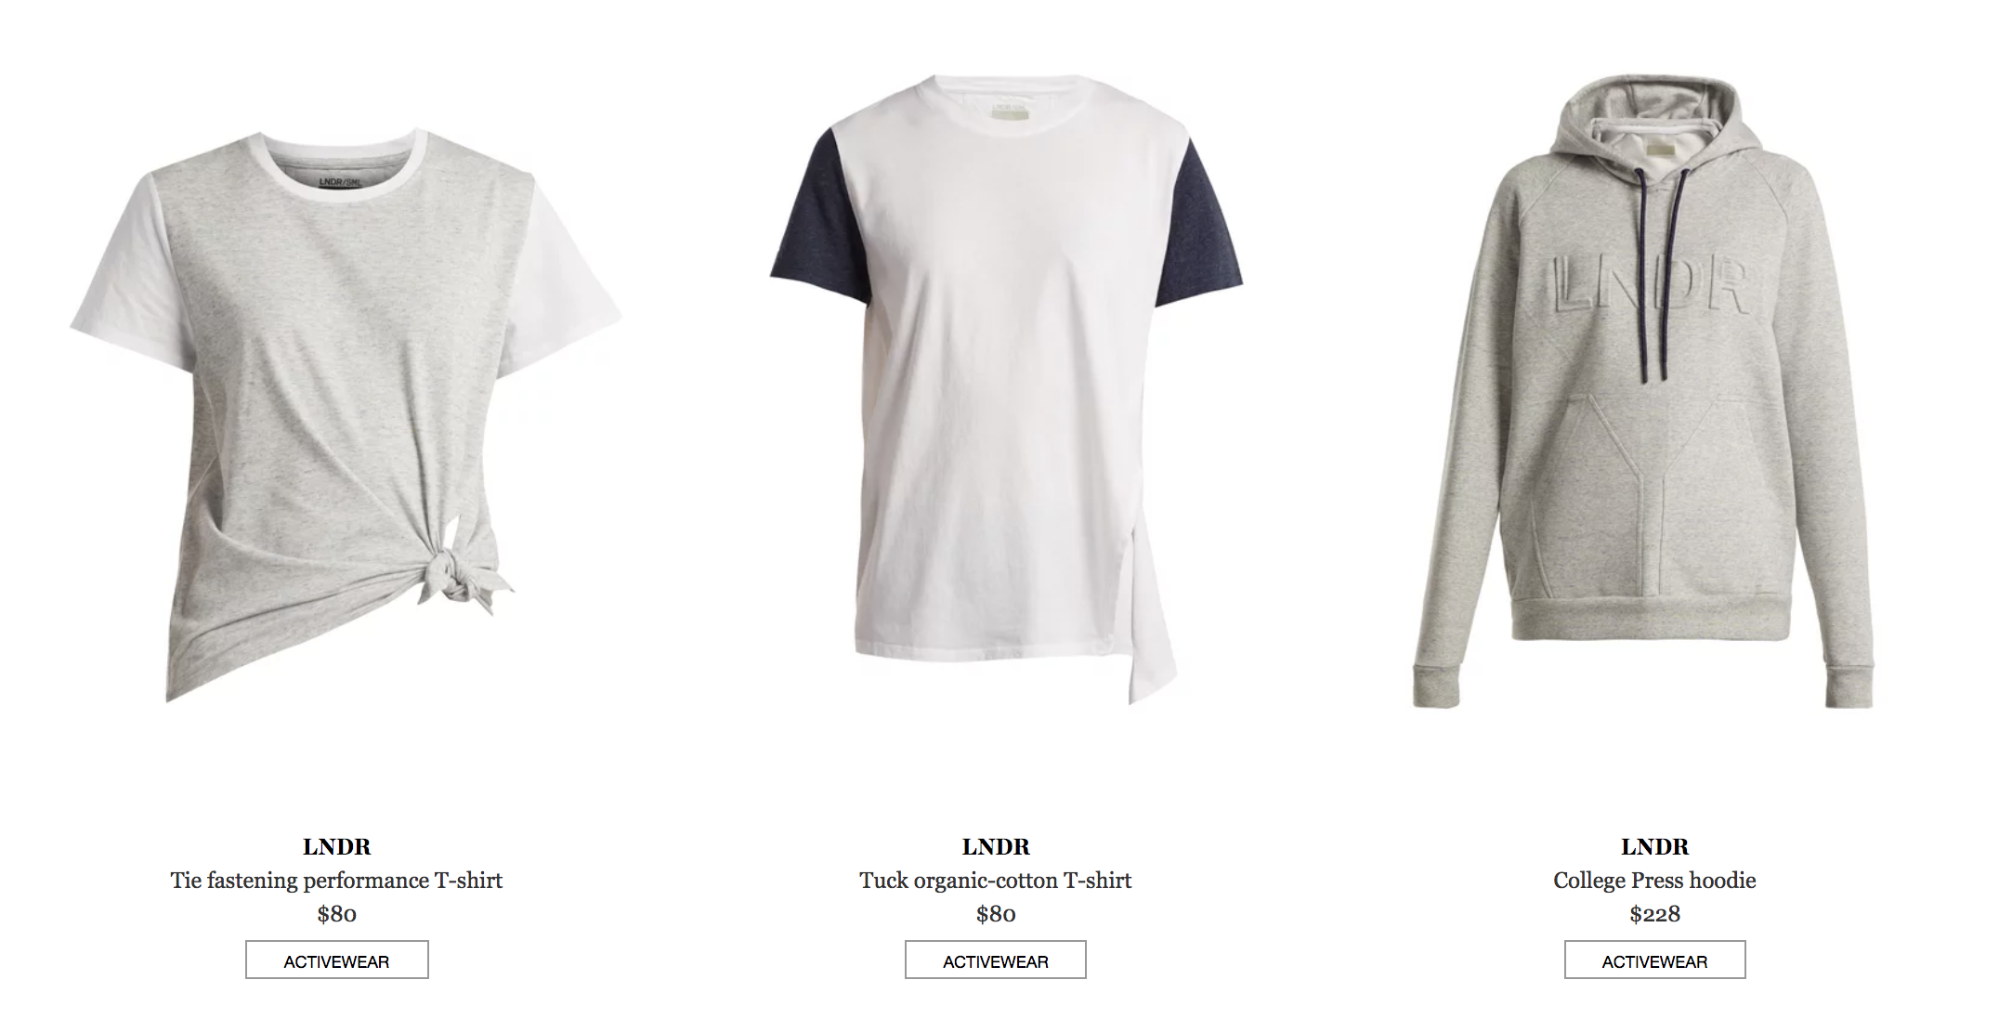 LNDR/SML
LNDR
LNDR
Tie fastening performance T-shirt
$80
ACTIVEWEAR
LNDR
Tuck organic-cotton T-shirt
$80
ACTIVEWEAR
LNDR
College Press hoodie
$228
ACTIVEWEAR